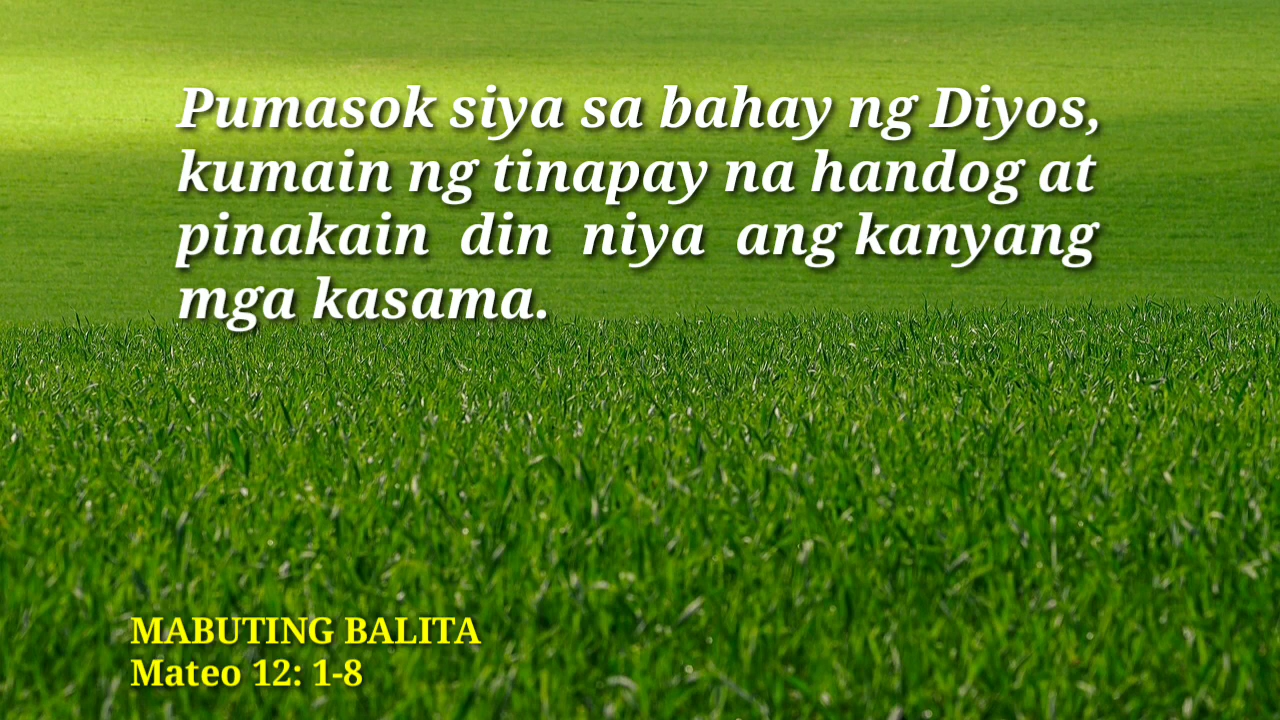 Pumasok siya sa bahay ng Diyos,
kumain ng tinapay na handog at
pinakain din niya ang kanyang
mga kasama.
MABUTING BALITA
Mateo 12: 1-8